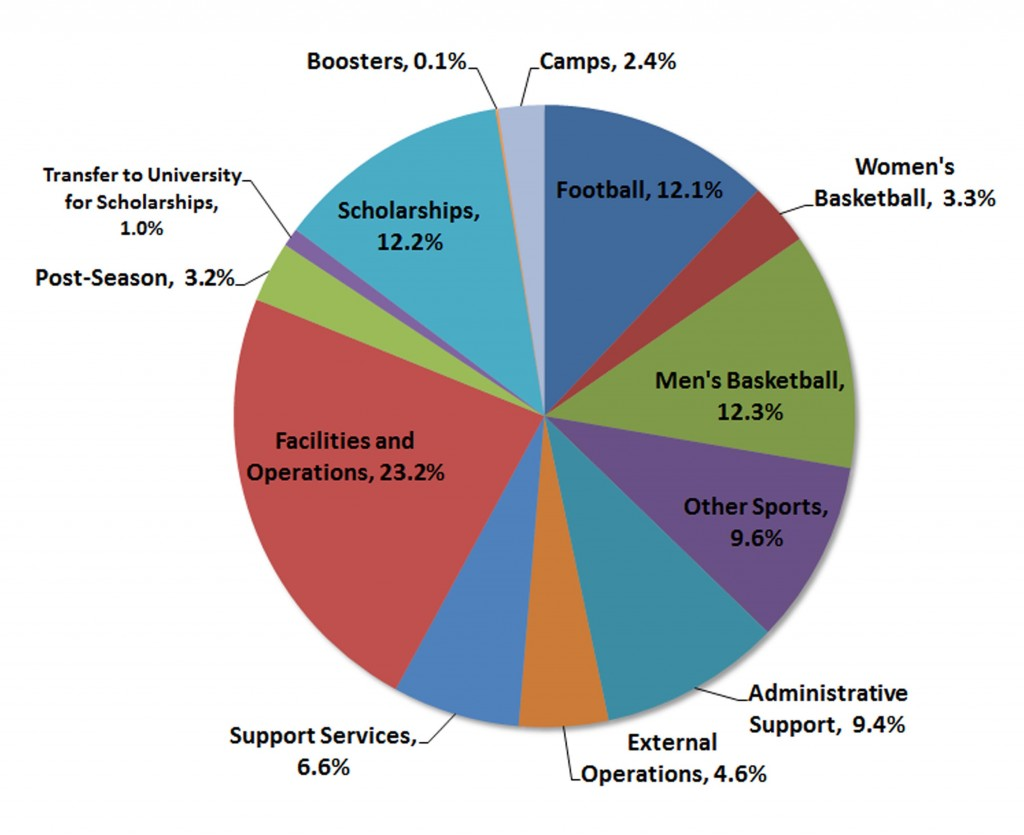 Boosters, 0.1%
Camps, 2.4%
Football, 12.1%
Women's
Basketball, 3.3%
Transfer to University
for Scholarships,
1.0%
Scholarships,
12.2%
Post-Season, 3.2%
Men's Basketball,
12.3%
Facilities and
Operations, 23.2%
Other Sports,
9.6%
Administrative
Support, 9.4%
Support Services,
6.6%
External
Operations, 4.6%